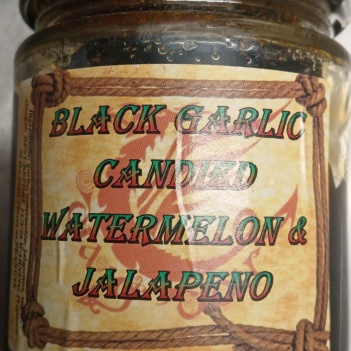 BLACK GARLIC
CANDIED
WATERMELON &
JALAPENO